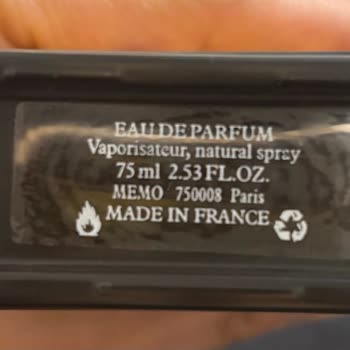 EAU DE PARFUM
Vaporisateur, natural spray
75 ml 2.53 FL.OZ.
MEMO 750008 Paris
MADE IN FRANCE